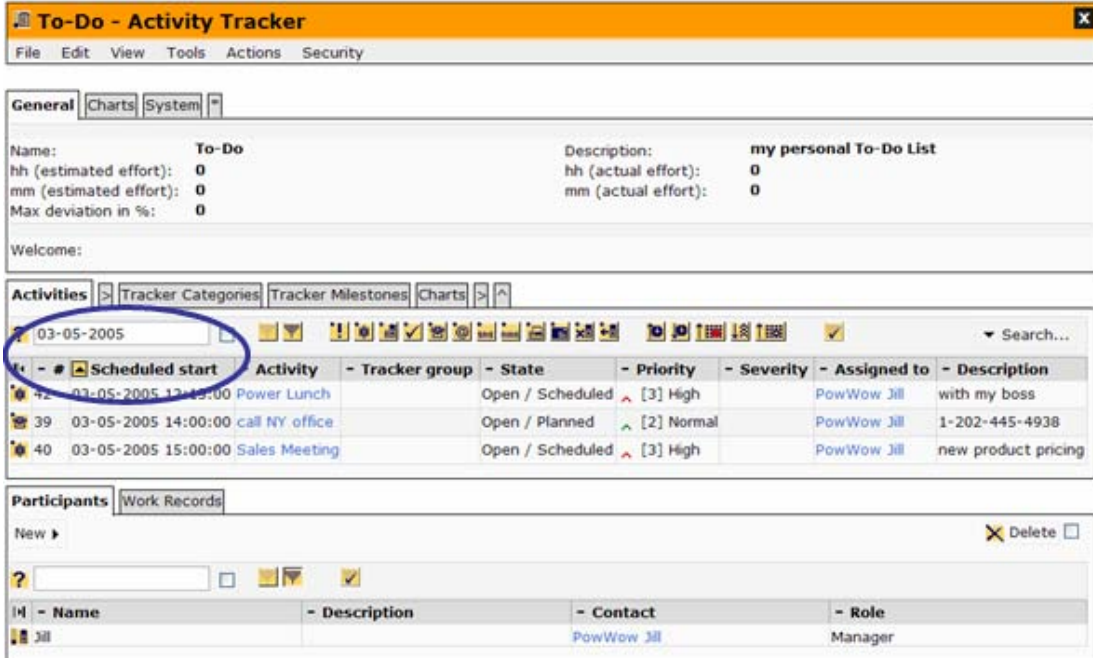 To-Do - Activity Tracker
File Edit View Tools Actions Security
General Charts System *
Name: To-Do Description: my personal To-Do List
hh (estimated effort): 0 hh (actual effort): 0
mm (estimated effort): 0 mm (actual effort): 0
Max deviation in %: 0
Welcome:
Activities > Tracker Categories Tracker Milestones Charts > ^
? 03-05-2005 Search...
- # Scheduled start Activity - Tracker group - State - Priority - Severity - Assigned to - Description
42 03-05-2005 Power Lunch Open / Scheduled [3] High PowWow Jill with my boss
39 03-05-2005 14:00:00 call NY office Open / Planned [2] Normal PowWow Jill 1-202-445-4938
40 03-05-2005 15:00:00 Sales Meeting Open / Scheduled [3] High PowWow Jill new product pricing
Participants Work Records
New Delete
?
- Name - Description - Contact - Role
Jill PowWow Jill Manager